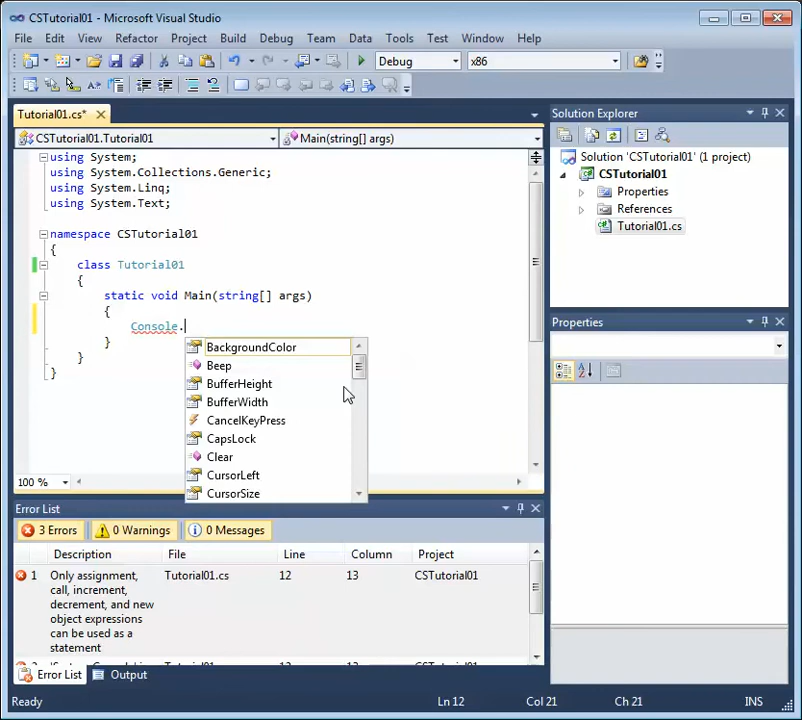 CSTutorial01 - Microsoft Visual Studio
File Edit View Refactor Project Build Debug Team Data Tools Test Window Help
Debug x86
Tutorial01.cs*
CSTutorial01.Tutorial01 Main(string[] args)
using System;
using System.Collections.Generic;
using System.Linq;
using System.Text;
namespace CSTutorial01
{
class Tutorial01
{
static void Main(string[] args)
{
Console.
}
}
}
BackgroundColor
Beep
BufferHeight
BufferWidth
CancelKeyPress
CapsLock
Clear
CursorLeft
CursorSize
100 %
Solution Explorer
Solution 'CSTutorial01' (1 project)
CSTutorial01
Properties
References
Tutorial01.cs
Properties
Error List
3 Errors 0 Warnings 0 Messages
Description File Line Column Project
1 Only assignment, Tutorial01.cs 12 13 CSTutorial01
call, increment,
decrement, and new
object expressions
can be used as a
statement
Error List Output
Ready Ln 12 Col 21 Ch 21 INS